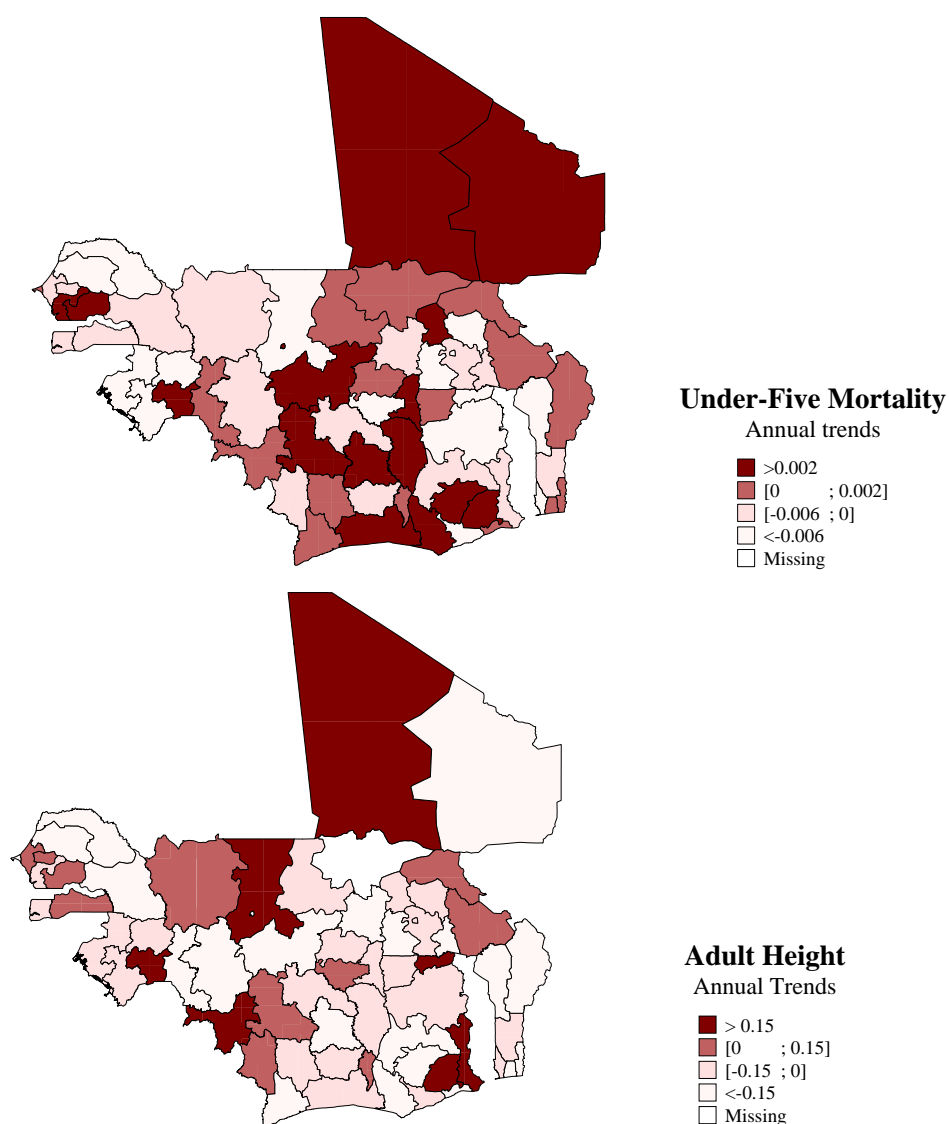 Under-Five Mortality
Annual trends
>0.002
[0 ; 0.002]
[-0.006 ; 0]
<-0.006
Missing
Adult Height
Annual Trends
> 0.15
[0 ; 0.15]
[-0.15 ; 0]
<-0.15
Missing